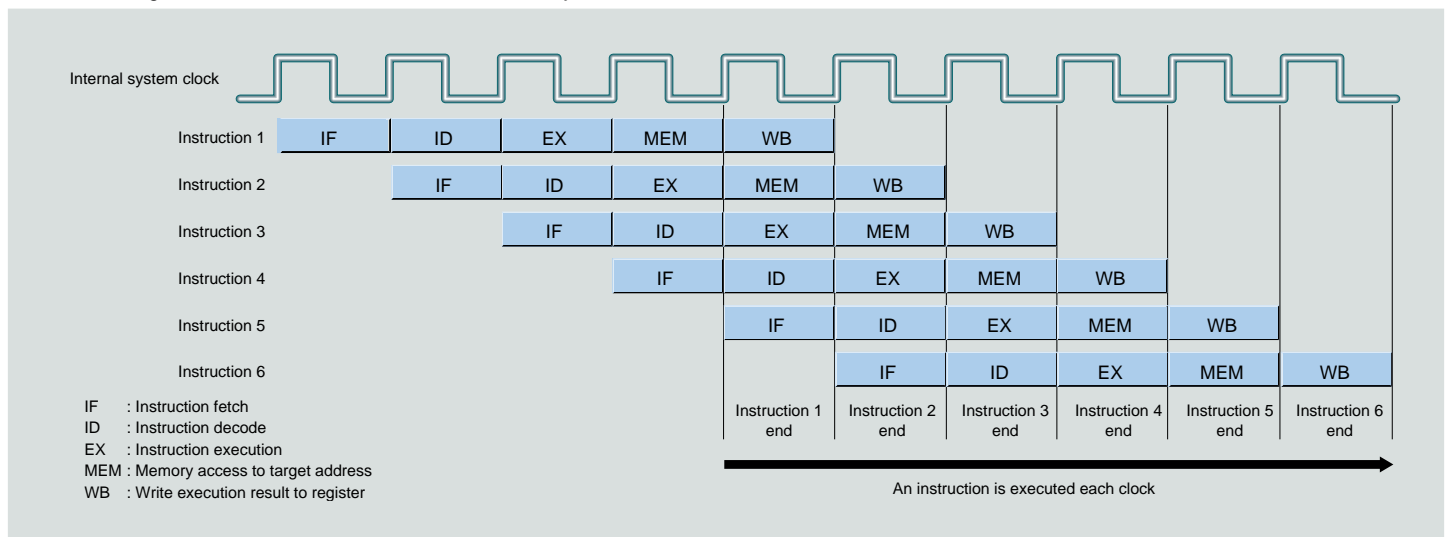 Internal system clock
Instruction 1 IF ID EX MEM WB
Instruction 2 IF ID EX MEM WB
Instruction 3 IF ID EX MEM WB
Instruction 4 IF ID EX MEM WB
Instruction 5 IF ID EX MEM WB
Instruction 6 IF ID EX MEM WB
IF : Instruction fetch
ID : Instruction decode
EX : Instruction execution
MEM : Memory access to target address
WB : Write execution result to register
Instruction 1 end
Instruction 2 end
Instruction 3 end
Instruction 4 end
Instruction 5 end
Instruction 6 end
An instruction is executed each clock